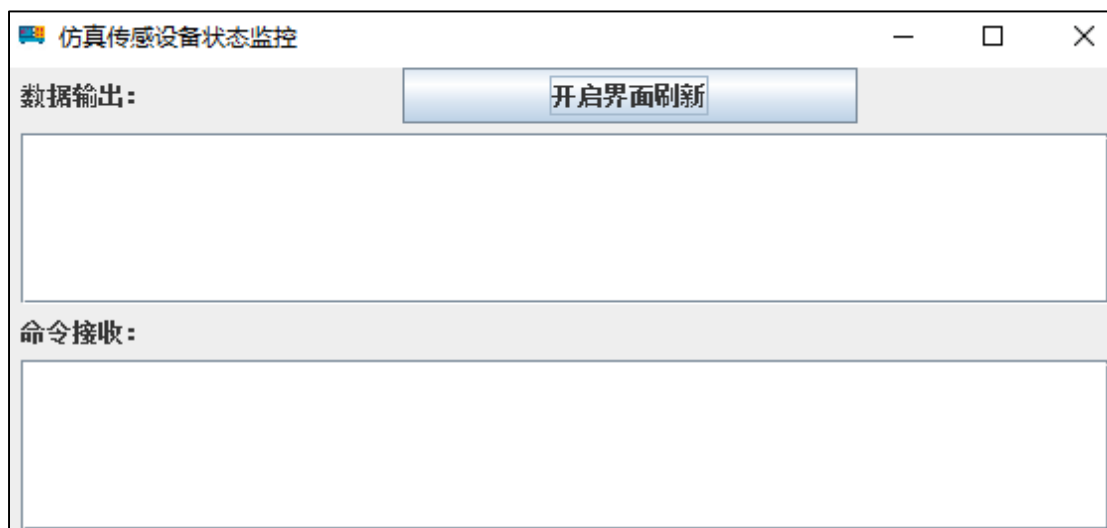 仿真传感设备状态监控
数据输出：
开启界面刷新
命令接收：